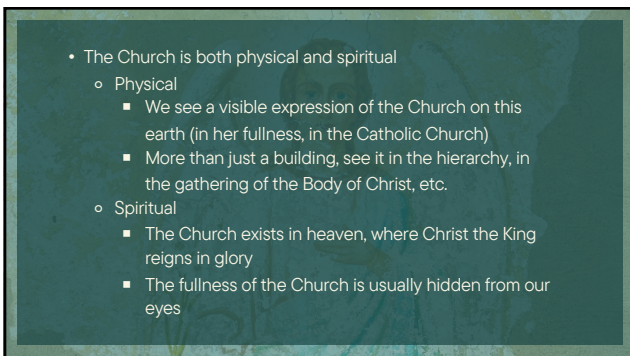 • The Church is both physical and spiritual
○ Physical
■ We see a visible expression of the Church on this
earth (in her fullness, in the Catholic Church)
■ More than just a building, see it in the hierarchy, in
the gathering of the Body of Christ, etc.
○ Spiritual
■ The Church exists in heaven, where Christ the King
reigns in glory
■ The fullness of the Church is usually hidden from our
eyes